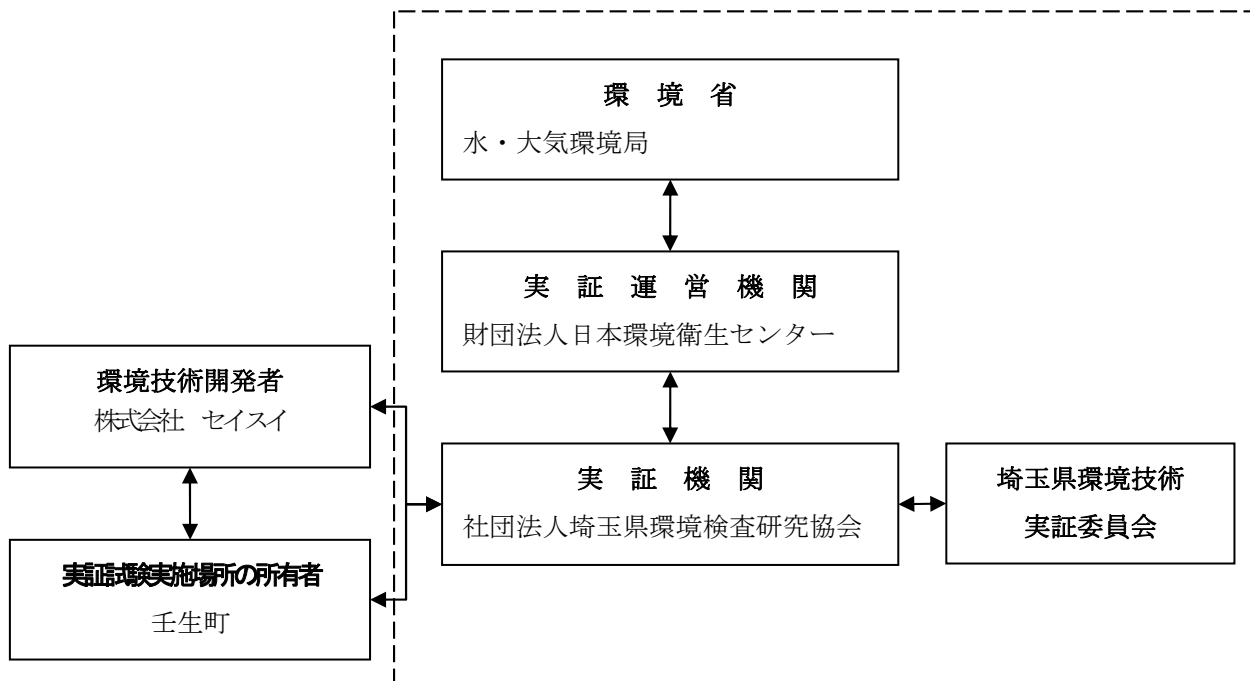 環 境 省
水・大気環境局
実 証 運 営 機 関
財団法人日本環境衛生センター
環境技術開発者
株式会社 セイスイ
実 証 機 関
社団法人埼玉県環境検査研究協会
埼玉県環境技術
実証委員会
実証試験実施場所の所有者
壬生町